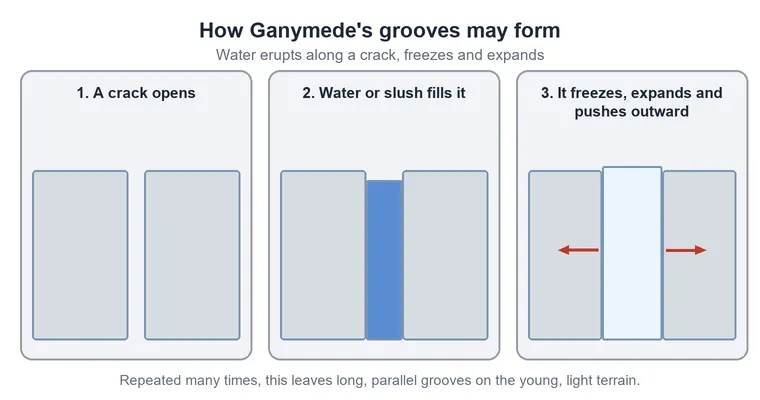 How Ganymede's grooves may form
Water erupts along a crack, freezes and expands
1. A crack opens
2. Water or slush fills it
3. It freezes, expands and
pushes outward
Repeated many times, this leaves long, parallel grooves on the young, light terrain.